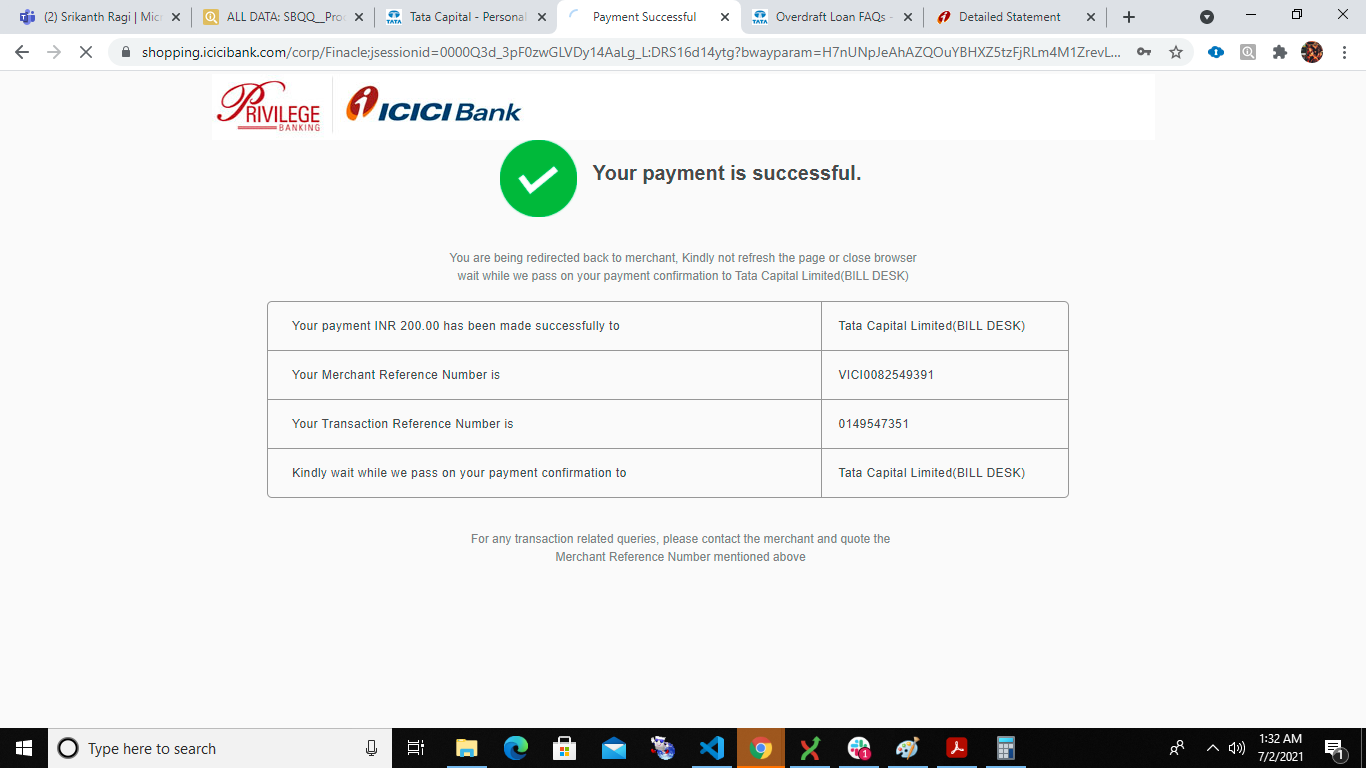 (2) Srikanth Ragi | Mic
ALL DATA: SBQQ__Pro
Tata Capital - Personal
Payment Successful
TATA
Overdraft Loan FAQs -
Detailed Statement
shopping.icicibank.com/corp/Finacle;jsessionid=0000Q3d_3pF0zwGLVDy14AaLg_L:DRS16d14ytg?bwayparam=H7nUNpJeAhAZQOuYBHXZ5tzFjRLm4M1ZrevL...
PRIVILEGE
BANKING
ICICI Bank
Your payment is successful.
You are being redirected back to merchant, Kindly not refresh the page or close browser
wait while we pass on your payment confirmation to Tata Capital Limited(BILL DESK)
Your payment INR 200.00 has been made successfully to Tata Capital Limited(BILL DESK)
Your Merchant Reference Number is VICI0082549391
Your Transaction Reference Number is 0149547351
Kindly wait while we pass on your payment confirmation to Tata Capital Limited(BILL DESK)
For any transaction related queries, please contact the merchant and quote the
Merchant Reference Number mentioned above
Type here to search
1
1:32 AM
7/2/2021
1